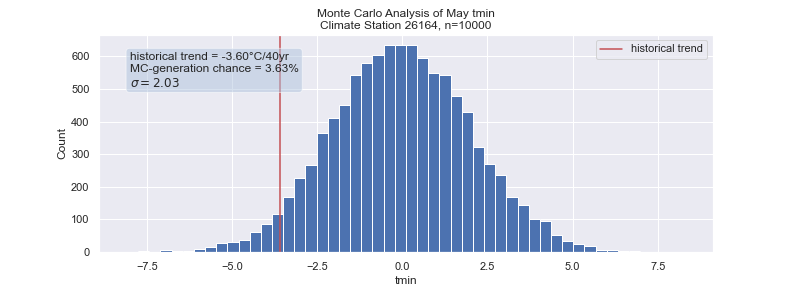 Monte Carlo Analysis of May tmin
Climate Station 26164, n=10000
historical trend = -3.60°C/40yr
MC-generation chance = 3.63%
σ = 2.03
historical trend
Count
600
500
400
300
200
100
0
−7.5
−5.0
−2.5
0.0
2.5
5.0
7.5
tmin